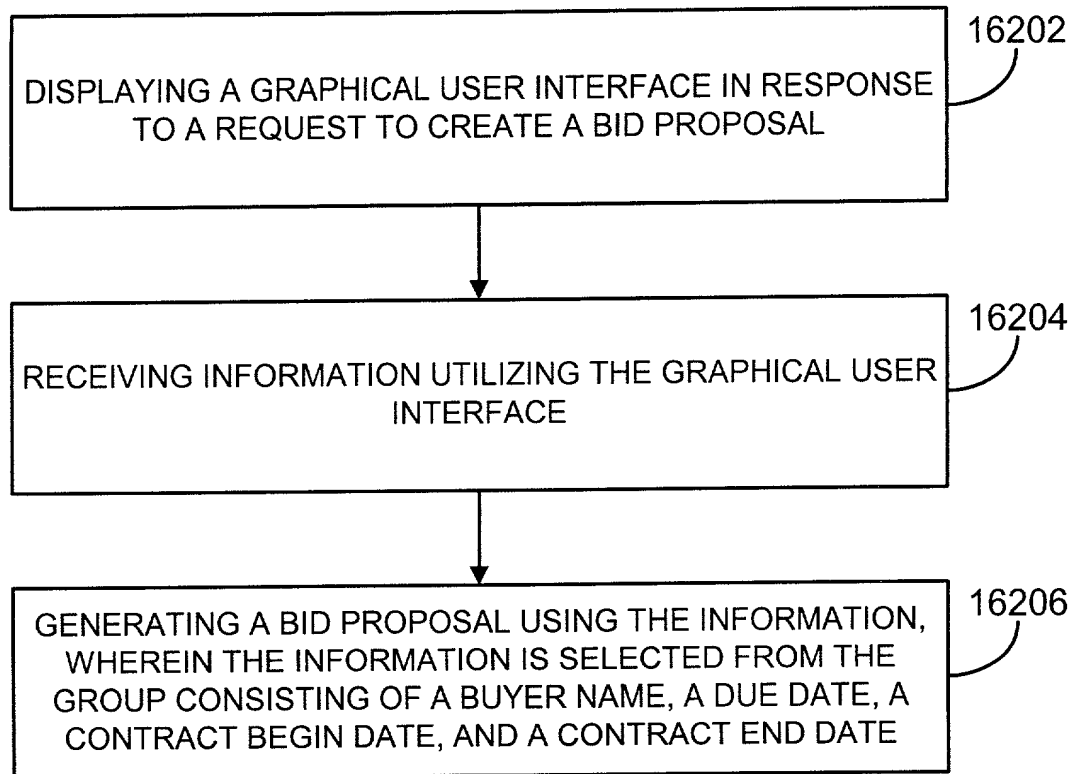 16202
DISPLAYING A GRAPHICAL USER INTERFACE IN RESPONSE
TO A REQUEST TO CREATE A BID PROPOSAL
16204
RECEIVING INFORMATION UTILIZING THE GRAPHICAL USER
INTERFACE
16206
GENERATING A BID PROPOSAL USING THE INFORMATION,
WHEREIN THE INFORMATION IS SELECTED FROM THE
GROUP CONSISTING OF A BUYER NAME, A DUE DATE, A
CONTRACT BEGIN DATE, AND A CONTRACT END DATE